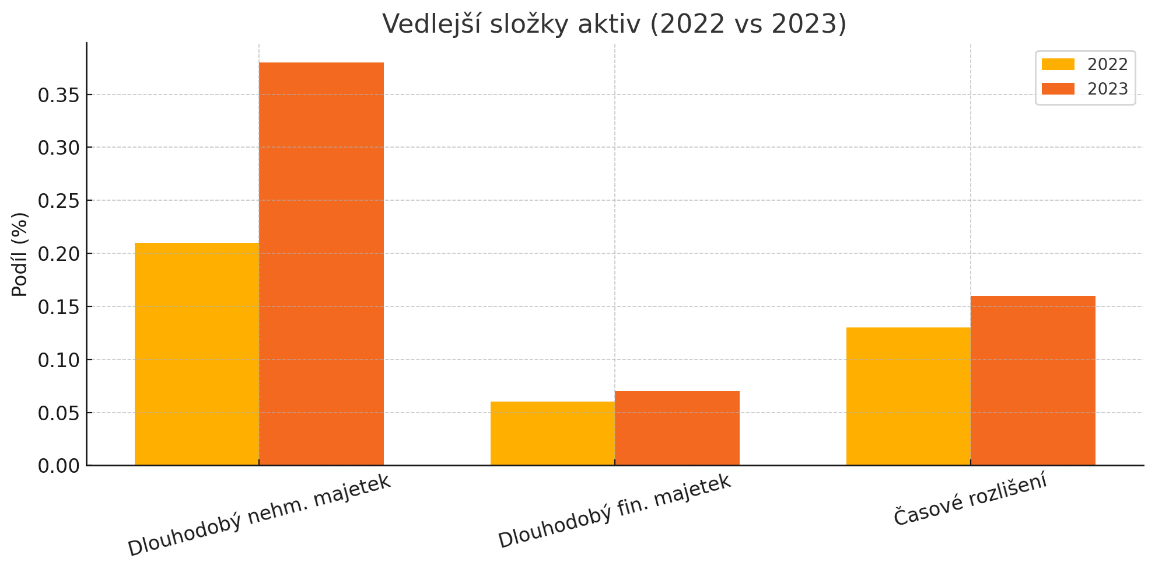 Vedlejší složky aktiv (2022 vs 2023)
2022
2023
Podíl (%)
0.35
0.30
0.25
0.20
0.15
0.10
0.05
0.00
Dlouhodobý nehm. majetek
Dlouhodobý fin. majetek
Časové rozlišení